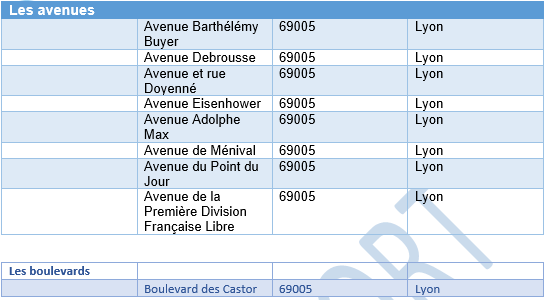 Les avenues
Avenue Barthélémy 69005 Lyon
Buyer
Avenue Debrousse 69005 Lyon
Avenue et rue 69005 Lyon
Doyenné
Avenue Eisenhower 69005 Lyon
Avenue Adolphe 69005 Lyon
Max
Avenue de Ménival 69005 Lyon
Avenue du Point du 69005 Lyon
Jour
Avenue de la 69005 Lyon
Première Division
Française Libre
Les boulevards
Boulevard des Castor 69005 Lyon